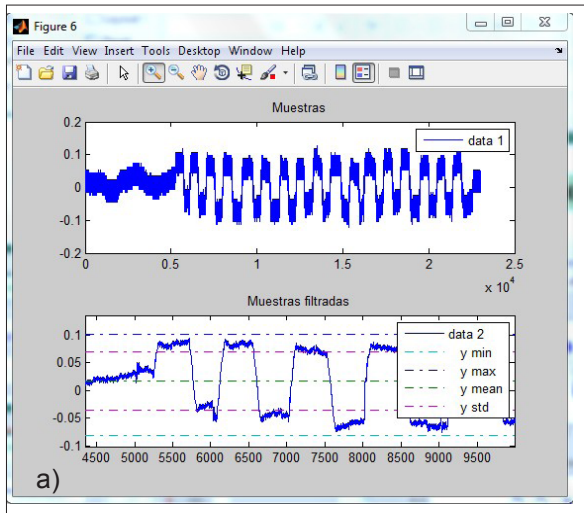 Figure 6
File Edit View Insert Tools Desktop Window Help
Muestras
0.2
0.1
0
-0.1
-0.2
data 1
0 0.5 1 1.5 2 2.5
x 10^4
Muestras filtradas
0.1
0.05
0
-0.05
-0.1
data 2
y min
y max
y mean
y std
4500 5000 5500 6000 6500 7000 7500 8000 8500 9000 9500
a)